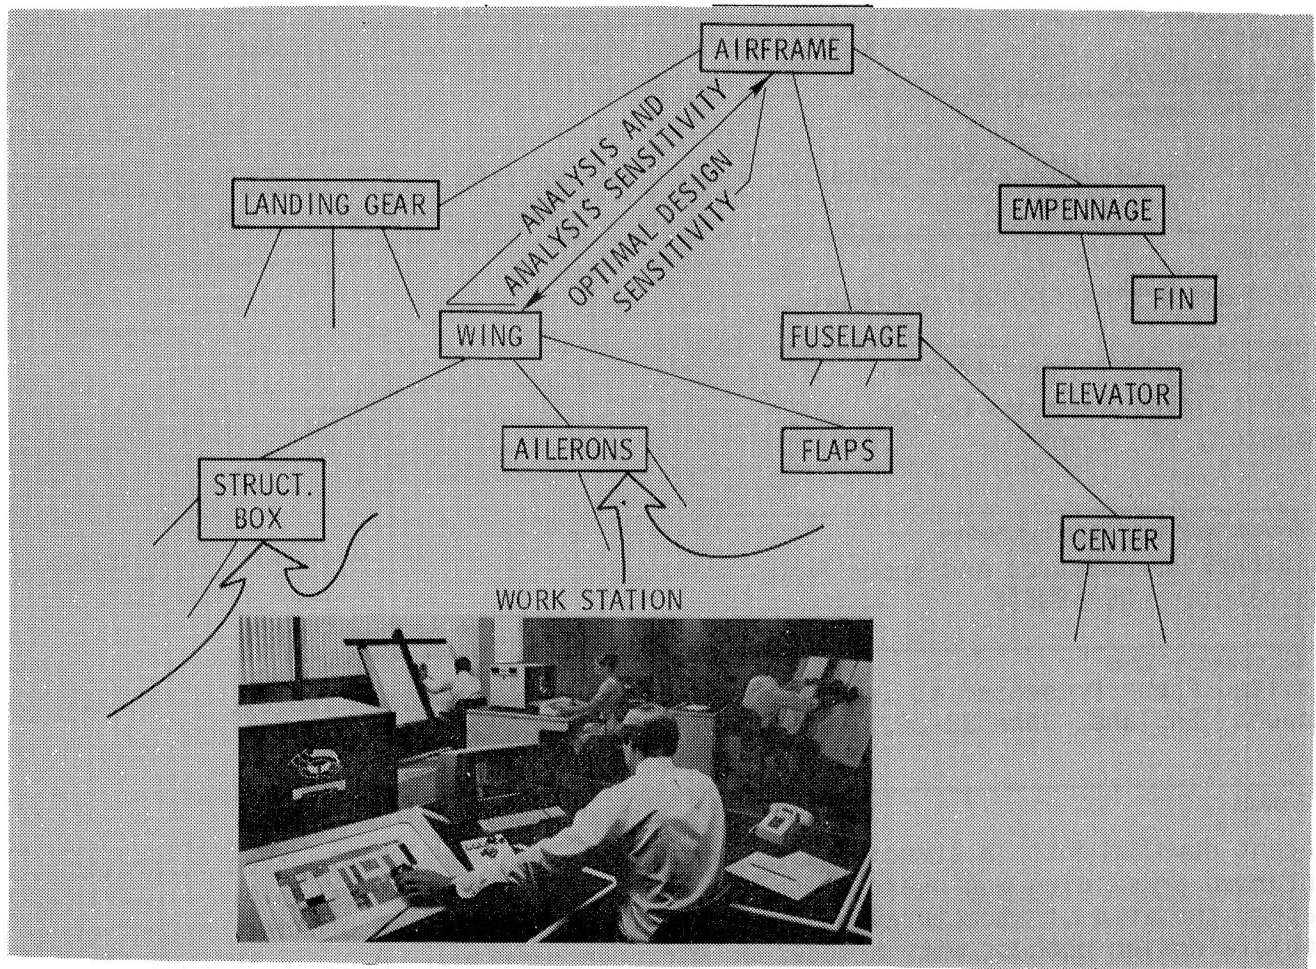 AIRFRAME
ANALYSIS AND
ANALYSIS SENSITIVITY
OPTIMAL DESIGN
SENSITIVITY
LANDING GEAR
EMPENNAGE
FIN
WING
FUSELAGE
ELEVATOR
AILERONS
FLAPS
STRUCT.
BOX
CENTER
WORK STATION